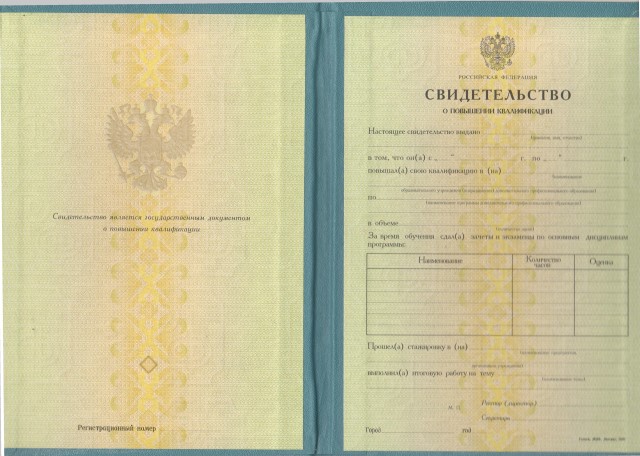 Свидетельство является государственным документом
о повышении квалификации
Регистрационный номер
РОССИЙСКАЯ ФЕДЕРАЦИЯ
СВИДЕТЕЛЬСТВО
О ПОВЫШЕНИИ КВАЛИФИКАЦИИ
Настоящее свидетельство выдано
(фамилия, имя, отчество)
в том, что он(а) с „ “ г. по „ “ г.
повышал(а) свою квалификацию в (на)
(наименование
образовательного учреждения (подразделения) дополнительного профессионального образования)
по
(наименование программы дополнительного профессионального образования)
в объеме
(количество часов)
За время обучения сдал(а) зачеты и экзамены по основным дисциплинам
программы:
Наименование Количество часов Оценка
Прошел(а) стажировку в (на)
(наименование предприятия,
организации, учреждения)
выполнил(а) итоговую работу на тему
(наименование темы)
М. П. Ректор (директор)
Секретарь
Город год